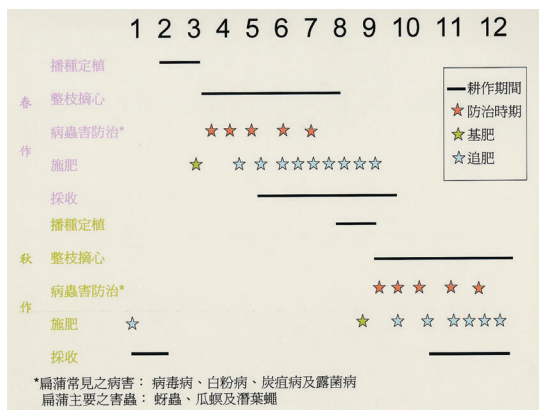 1 2 3 4 5 6 7 8 9 10 11 12
春作
播種定植
整枝摘心
病蟲害防治*
施肥
採收
秋作
播種定植
整枝摘心
病蟲害防治*
施肥
採收
耕作期間
防治時期
基肥
追肥
*扁蒲常見之病害：病毒病、白粉病、炭疽病及露菌病
扁蒲主要之害蟲：蚜蟲、瓜螟及潛葉蠅